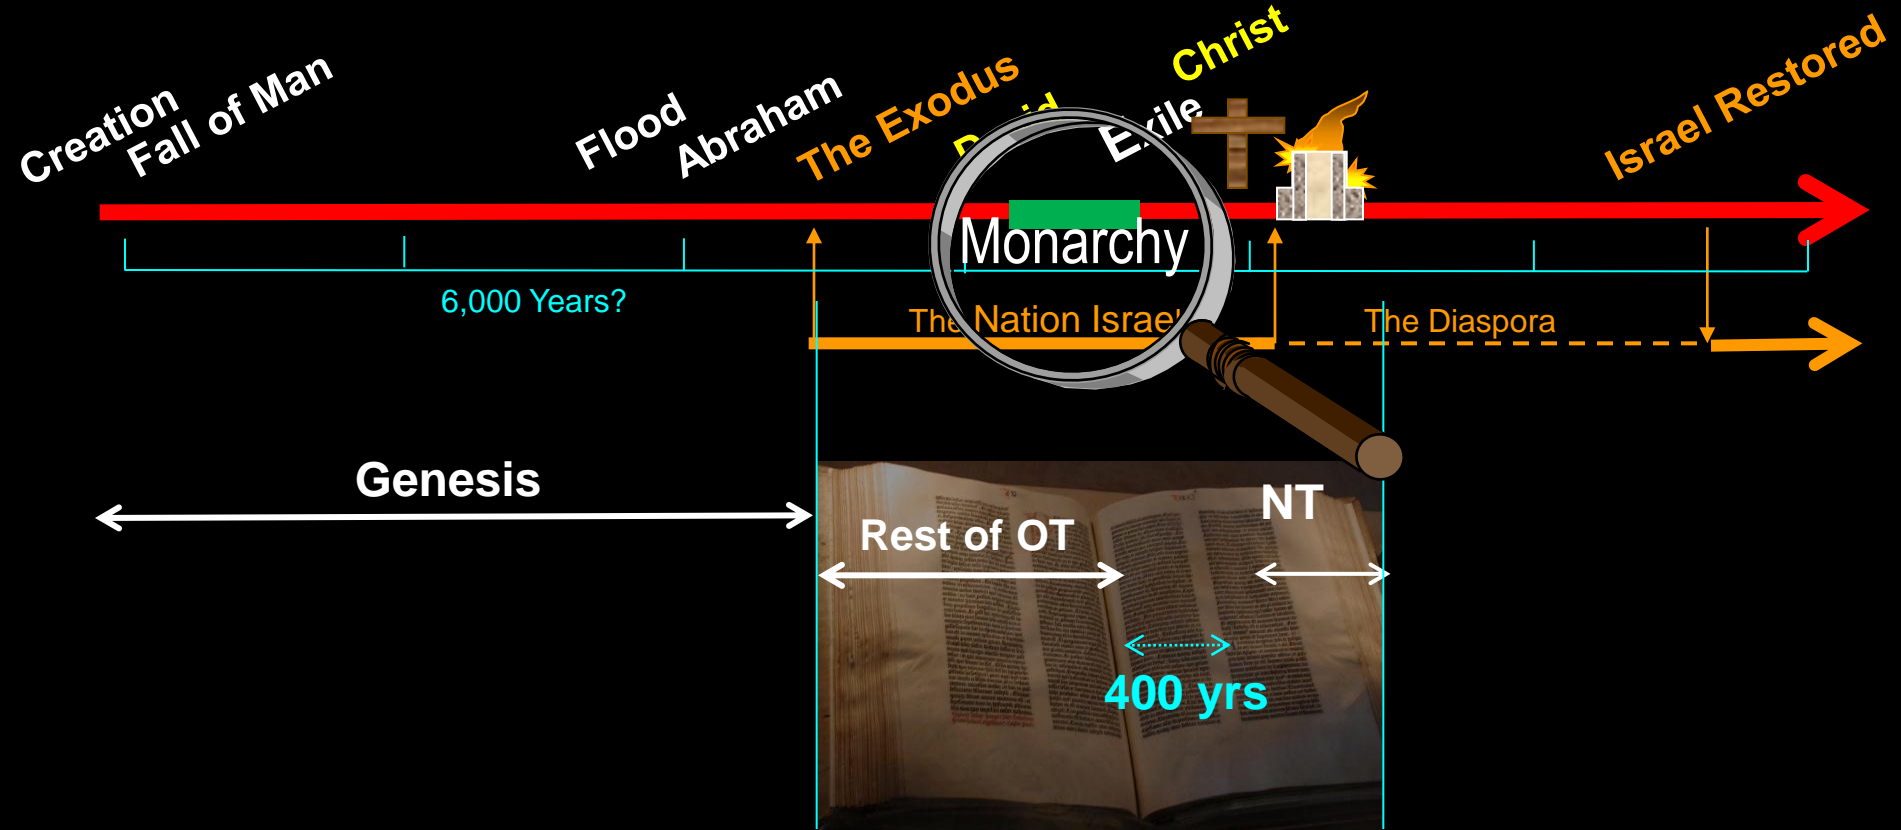 Creation
Fall of Man
Flood
Abraham
The Exodus
Exile
Christ
Israel Restored
Monarchy
6,000 Years?
The Nation Israel
The Diaspora
Genesis
Rest of OT
NT
400 yrs